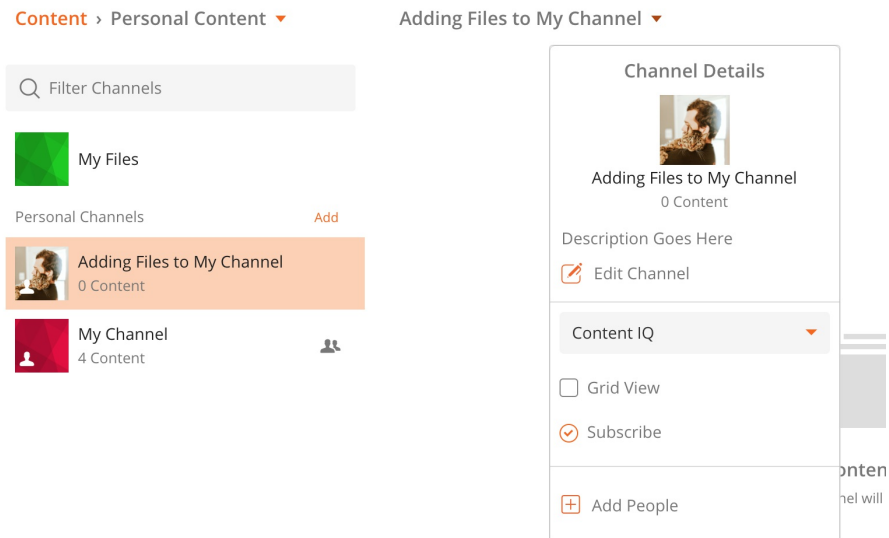 Content › Personal Content
Filter Channels
My Files
Personal Channels Add
Adding Files to My Channel
0 Content
My Channel
4 Content
Adding Files to My Channel
Channel Details
Adding Files to My Channel
0 Content
Description Goes Here
Edit Channel
Content IQ
Grid View
Subscribe
Add People
will